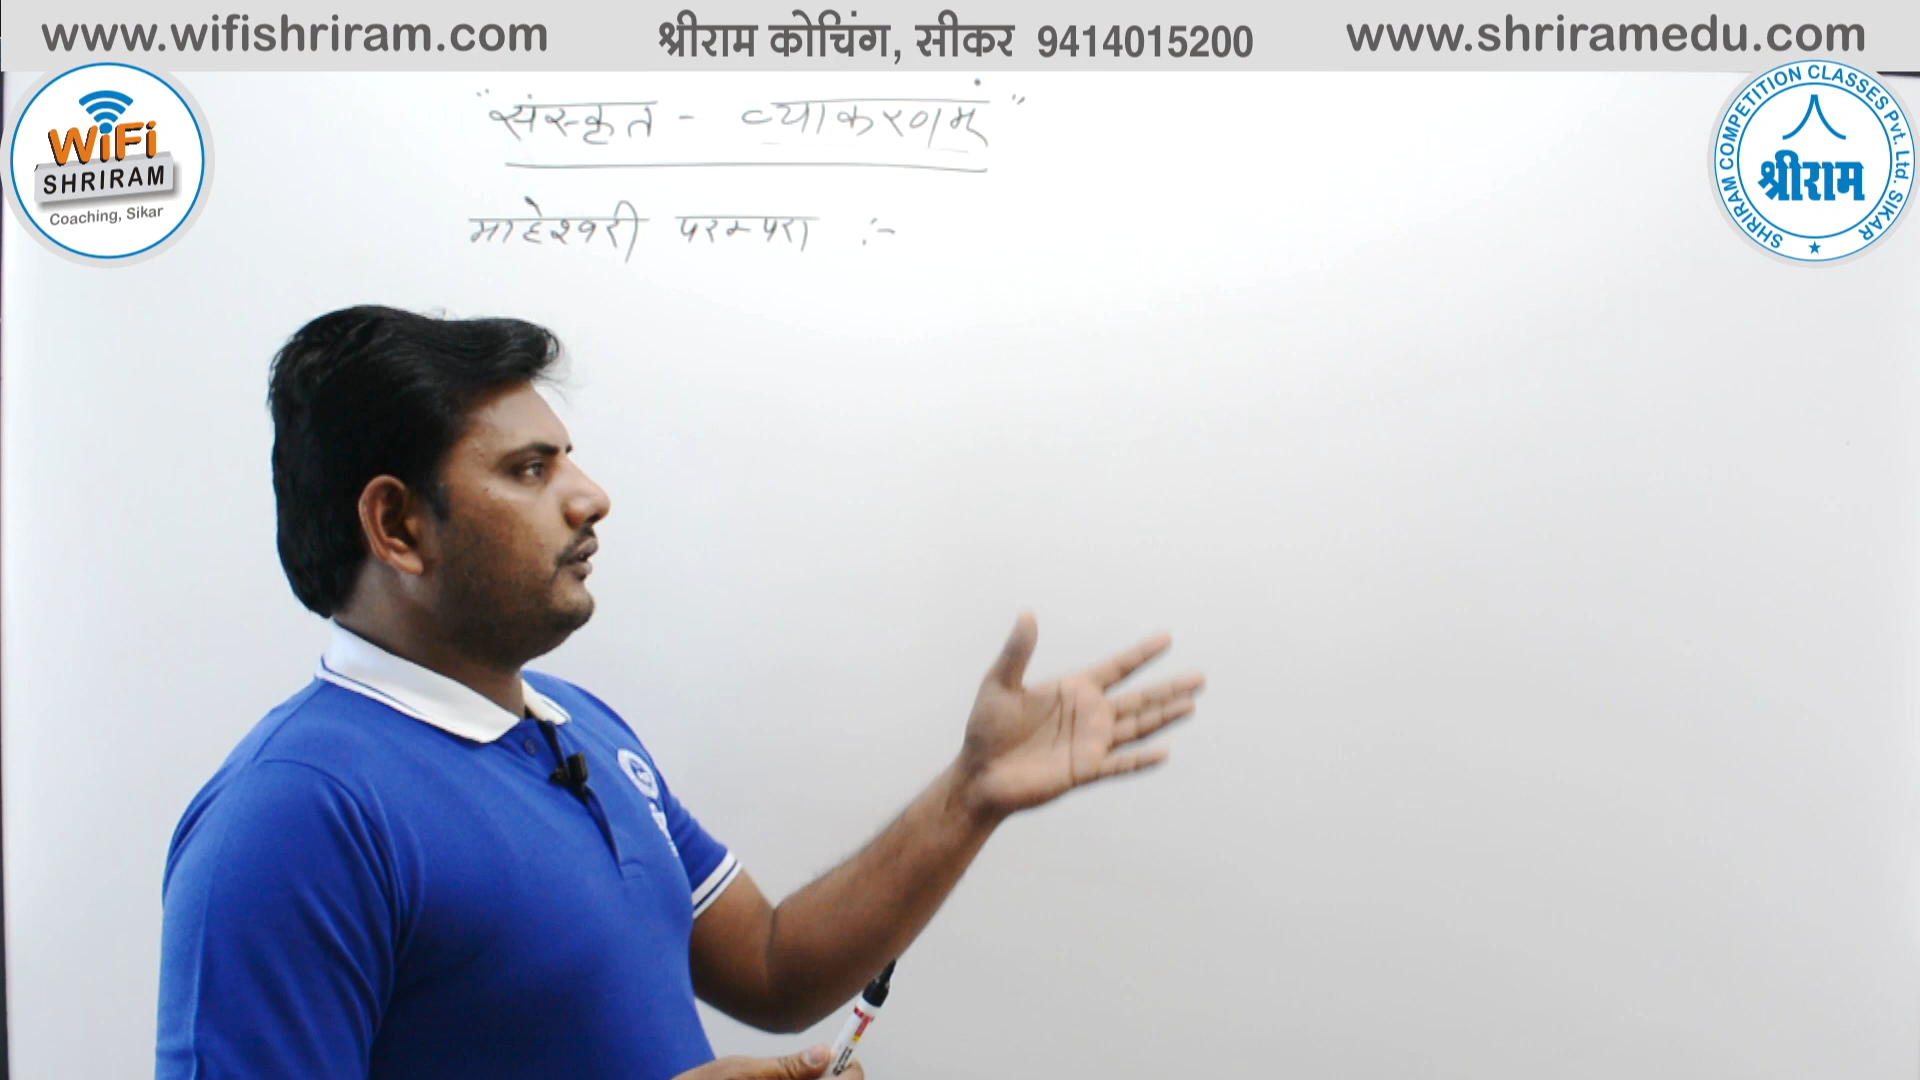 www.wifishriram.com
श्रीराम कोचिंग, सीकर 9414015200
www.shriramedu.com
WiFi
SHRIRAM
Coaching, Sikar
SHRIRAM COMPETITION CLASSES Pvt. Ltd. SIKAR
श्रीराम
"संस्कृत - व्याकरणम्ं"
माहेश्वरी परम्परा :-